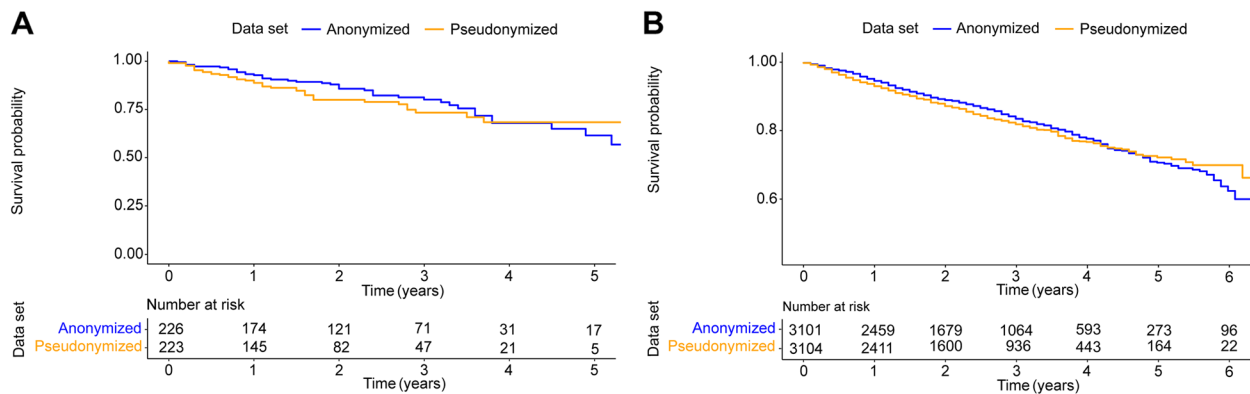 A
Data set Anonymized Pseudonymized
Survival probability
1.00
0.75
0.50
0.25
0.00
0 1 2 3 4 5
Time (years)
Number at risk
Data set
Anonymized 226 174 121 71 31 17
Pseudonymized 223 145 82 47 21 5
0 1 2 3 4 5
Time (years)
B
Data set Anonymized Pseudonymized
Survival probability
1.00
0.8
0.6
0 1 2 3 4 5 6
Time (years)
Number at risk
Data set
Anonymized 3101 2459 1679 1064 593 273 96
Pseudonymized 3104 2411 1600 936 443 164 22
0 1 2 3 4 5 6
Time (years)